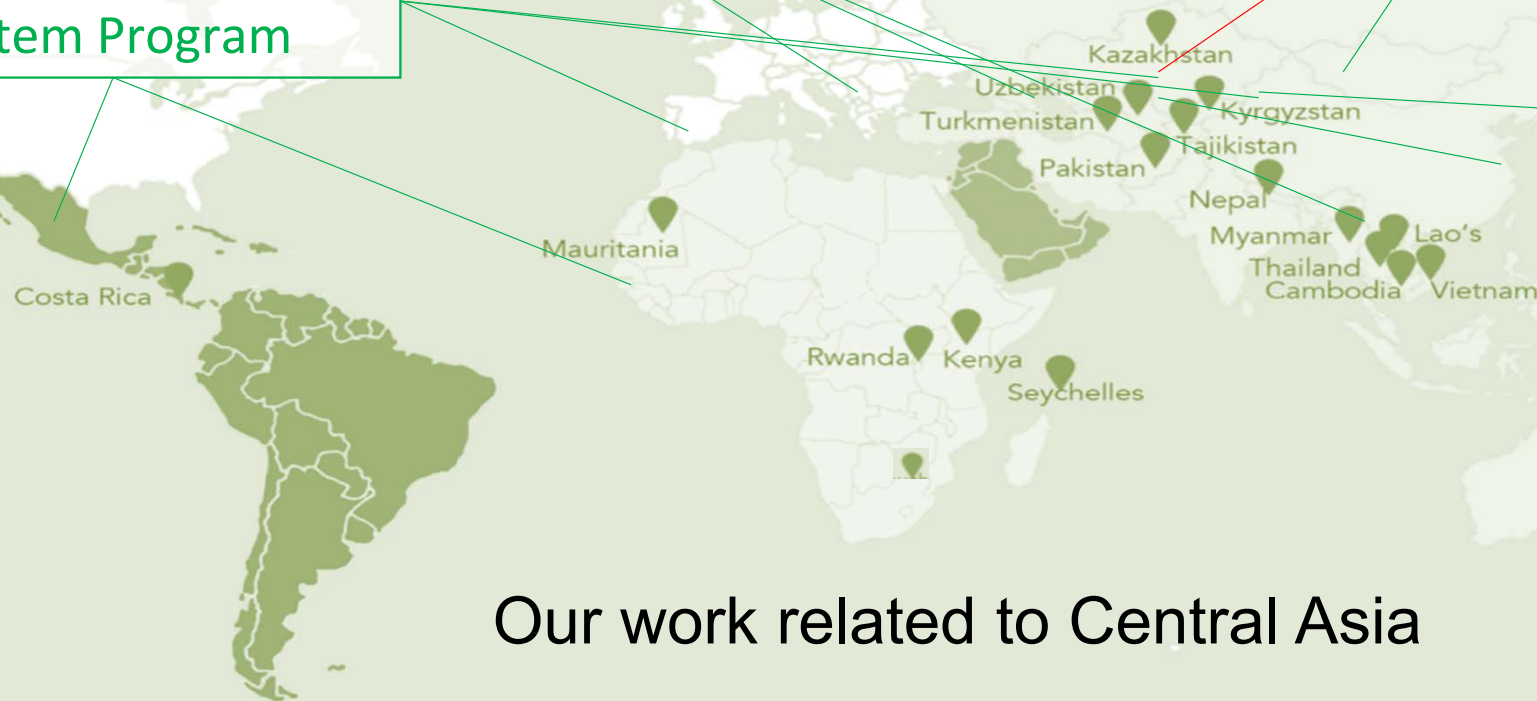 tem Program
Kazakhstan
Uzbekistan
Turkmenistan
Kyrgyzstan
Tajikistan
Pakistan
Nepal
Myanmar
Lao's
Thailand
Cambodia
Vietnam
Mauritania
Costa Rica
Rwanda
Kenya
Seychelles
Our work related to Central Asia